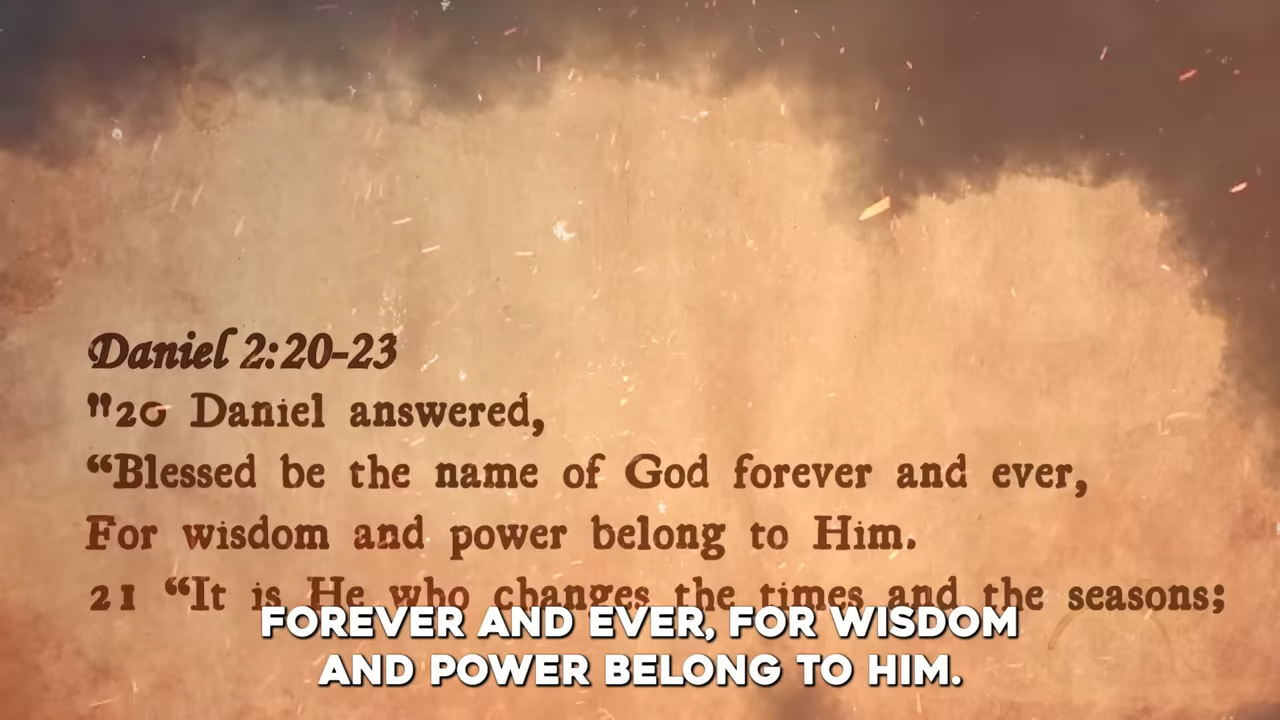 Daniel 2:20-23
"20 Daniel answered,
“Blessed be the name of God forever and ever,
For wisdom and power belong to Him.
21 “It is He who changes the times and the seasons;
FOREVER AND EVER, FOR WISDOM
AND POWER BELONG TO HIM.